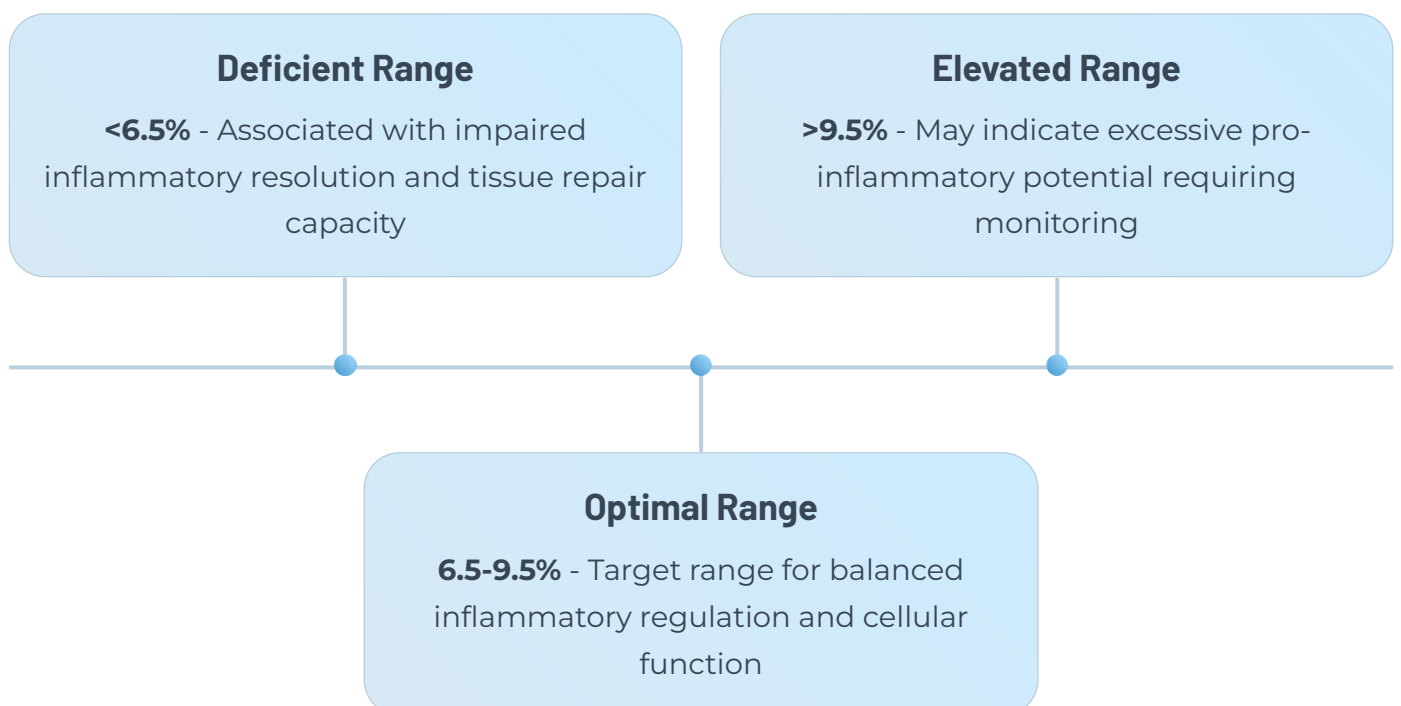 Deficient Range
<6.5% - Associated with impaired
inflammatory resolution and tissue repair
capacity
Elevated Range
>9.5% - May indicate excessive pro-
inflammatory potential requiring
monitoring
Optimal Range
6.5-9.5% - Target range for balanced
inflammatory regulation and cellular
function